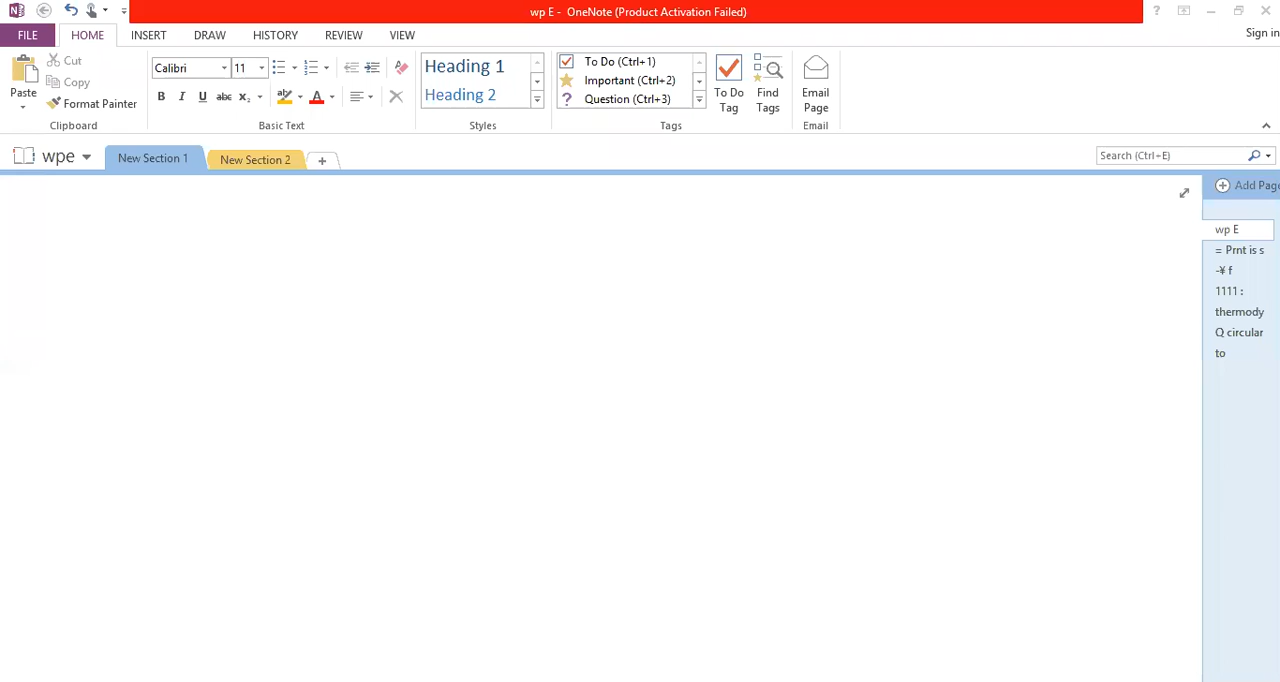 wp E - OneNote (Product Activation Failed)
FILE HOME INSERT DRAW HISTORY REVIEW VIEW
Sign in
Paste
Cut
Copy
Format Painter
Clipboard
Calibri 11
B I U abc x₂ aby A
Basic Text
Heading 1
Heading 2
Styles
To Do (Ctrl+1)
Important (Ctrl+2)
Question (Ctrl+3)
To Do
Tag
Find
Tags
Tags
Email
Page
Email
wpe New Section 1 New Section 2
Search (Ctrl+E)
Add Page
wp E
= Prnt is s
-¥ f
1111 :
thermody
Q circular
to